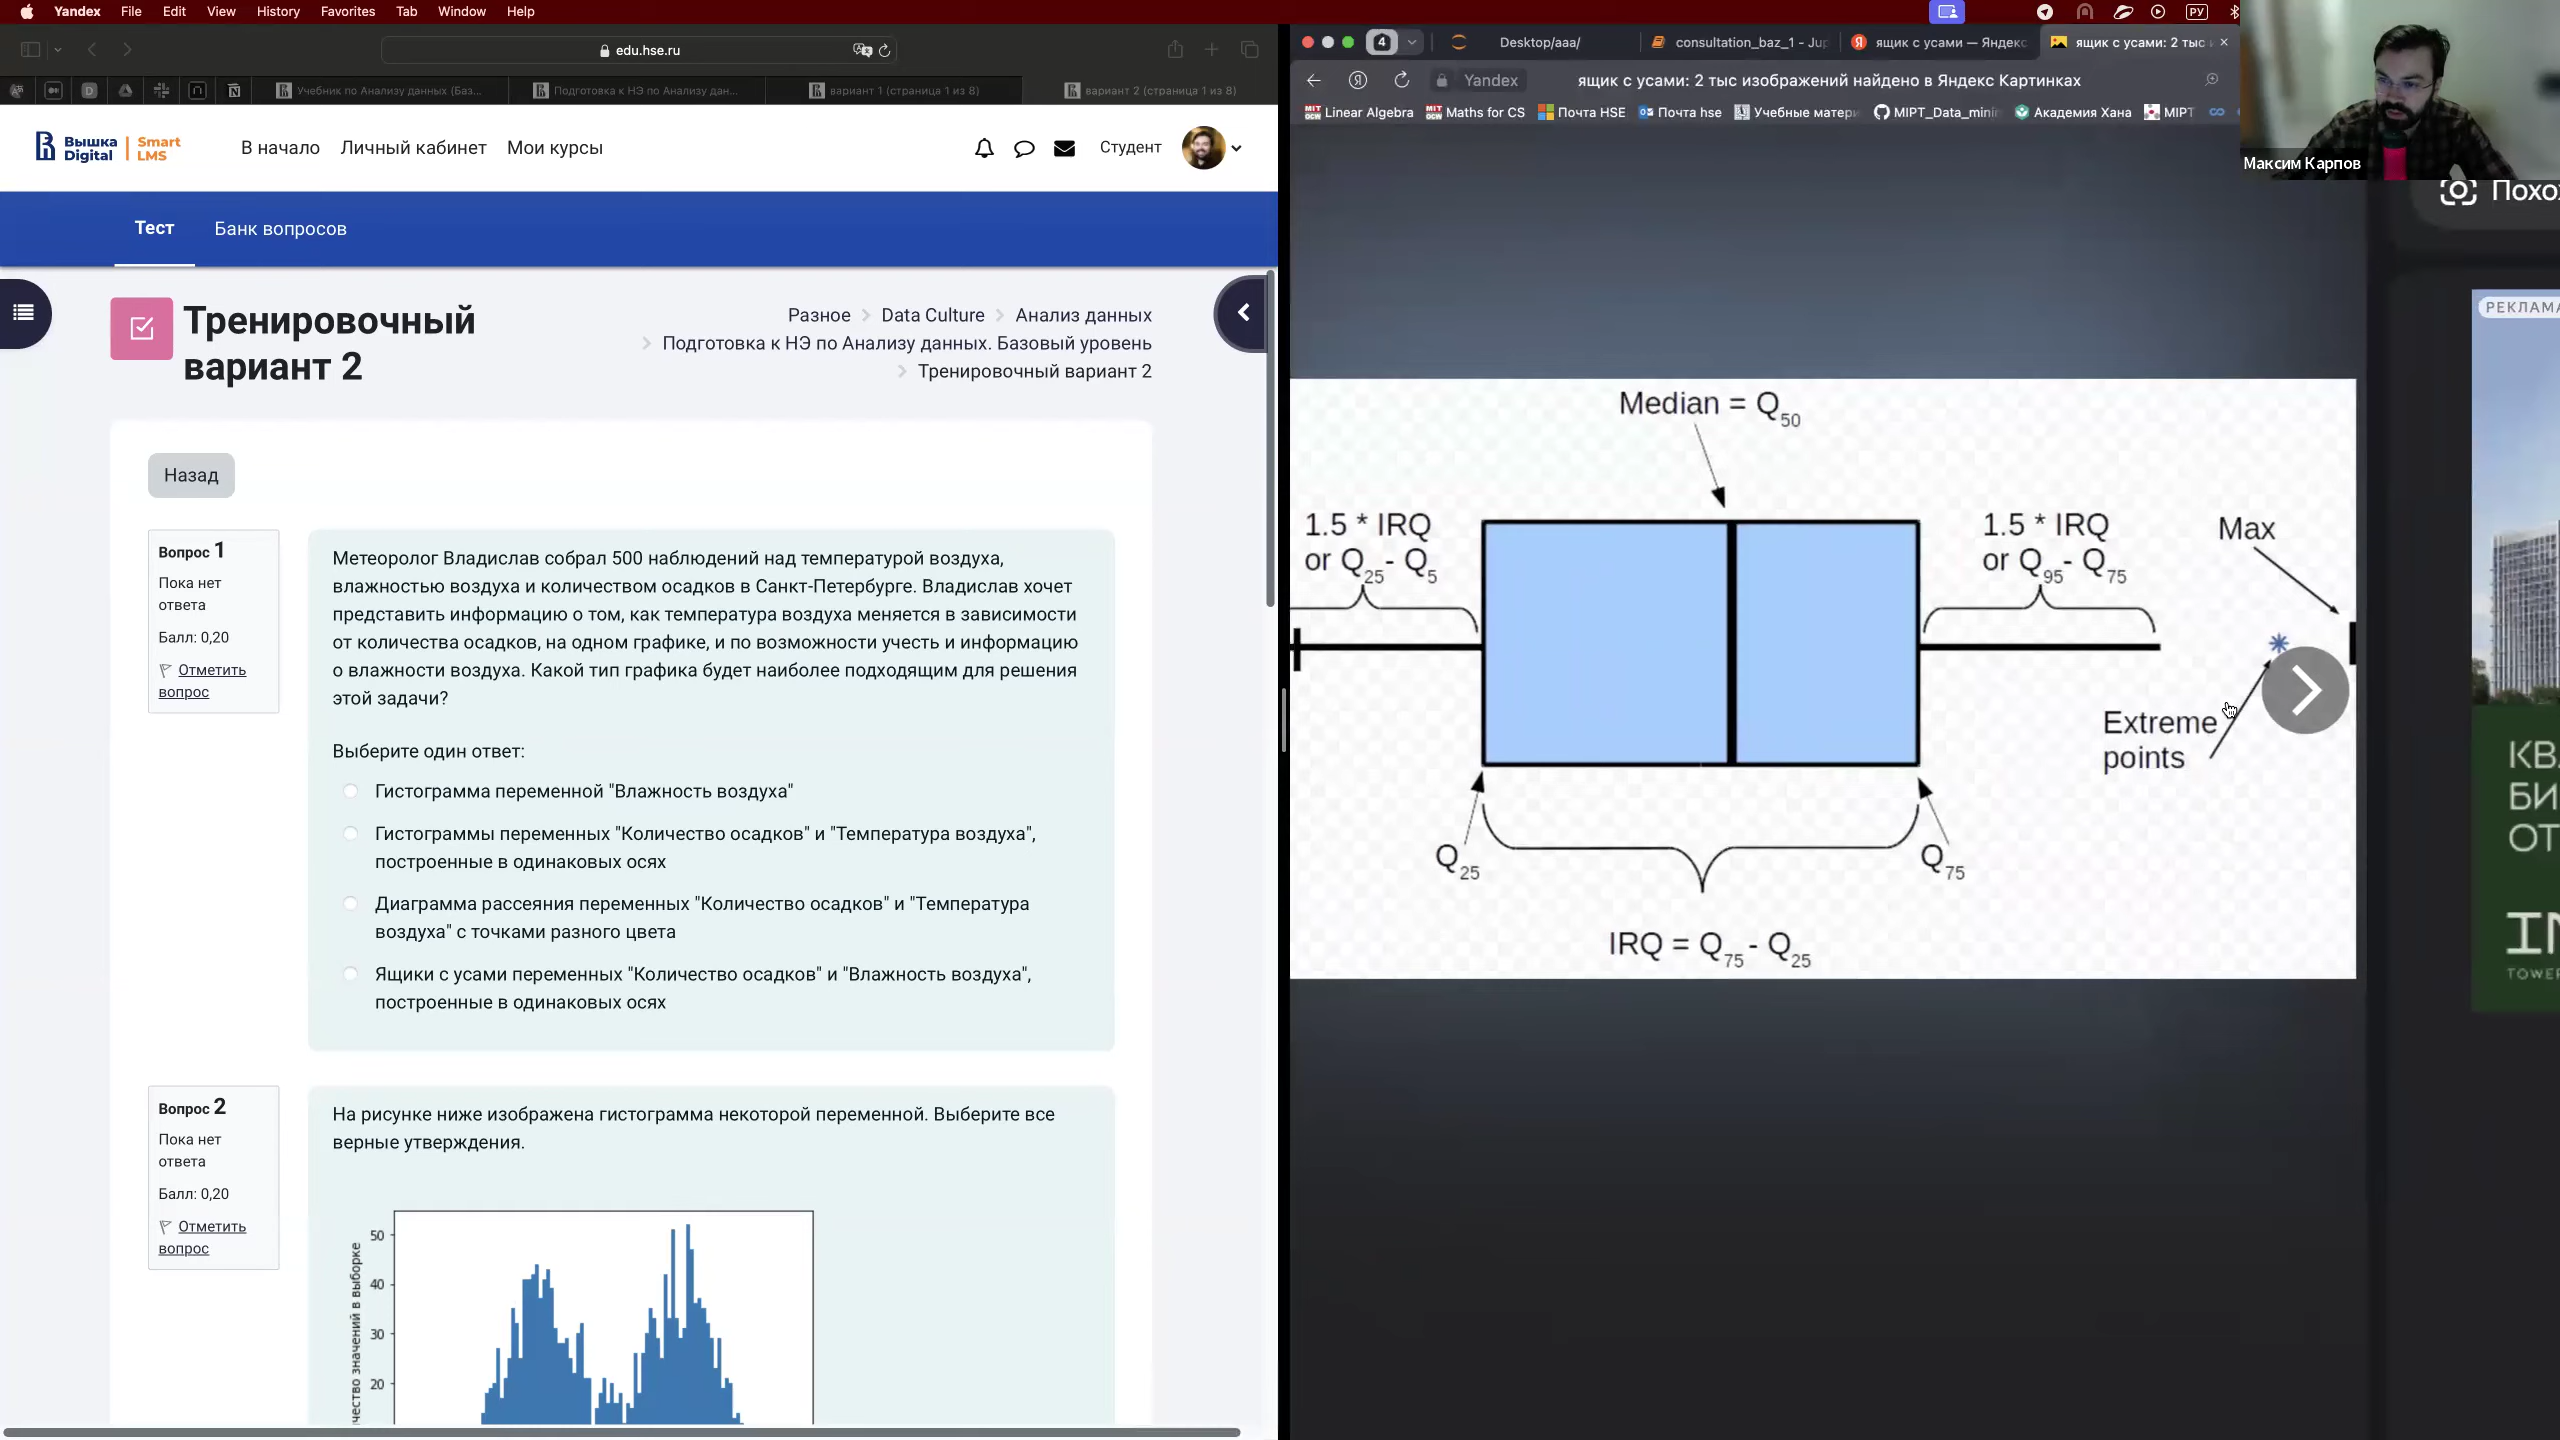 Yandex File Edit View History Favorites Tab Window Help
РУ
edu.hse.ru
Учебник по Анализу данных (Баз...
Подготовка к НЭ по Анализу дан...
вариант 1 (страница 1 из 8)
вариант 2 (страница 1 из 8)
Вышка Digital Smart LMS
В начало Личный кабинет Мои курсы
Студент
Тест Банк вопросов
Тренировочный
вариант 2
Разное > Data Culture > Анализ данных
> Подготовка к НЭ по Анализу данных. Базовый уровень
> Тренировочный вариант 2
Назад
Вопрос 1
Пока нет
ответа
Балл: 0,20
Отметить
вопрос
Метеоролог Владислав собрал 500 наблюдений над температурой воздуха,
влажностью воздуха и количеством осадков в Санкт-Петербурге. Владислав хочет
представить информацию о том, как температура воздуха меняется в зависимости
от количества осадков, на одном графике, и по возможности учесть и информацию
о влажности воздуха. Какой тип графика будет наиболее подходящим для решения
этой задачи?
Выберите один ответ:
Гистограмма переменной "Влажность воздуха"
Гистограммы переменных "Количество осадков" и "Температура воздуха",
построенные в одинаковых осях
Диаграмма рассеяния переменных "Количество осадков" и "Температура
воздуха" с точками разного цвета
Ящики с усами переменных "Количество осадков" и "Влажность воздуха",
построенные в одинаковых осях
Вопрос 2
Пока нет
ответа
Балл: 0,20
Отметить
вопрос
На рисунке ниже изображена гистограмма некоторой переменной. Выберите все
верные утверждения.
50
40
30
20
значений в выборке
4
Desktop/aaa/
consultation_baz_1 - Jup
ящик с усами — Яндекс
ящик с усами: 2 тыс
Yandex
ящик с усами: 2 тыс изображений найдено в Яндекс Картинках
Linear Algebra
Maths for CS
Почта HSE
Почта hse
Учебные матери
MIPT_Data_mini
Академия Хана
MIPT
Максим Карпов
Похо
РЕКЛАМА
Median = Q50
1.5 * IRQ
or Q25- Q5
1.5 * IRQ
or Q95- Q75
Max
Extreme
points
Q25
Q75
IRQ = Q75 - Q25
КВ
БИ
ОТ
TOWE